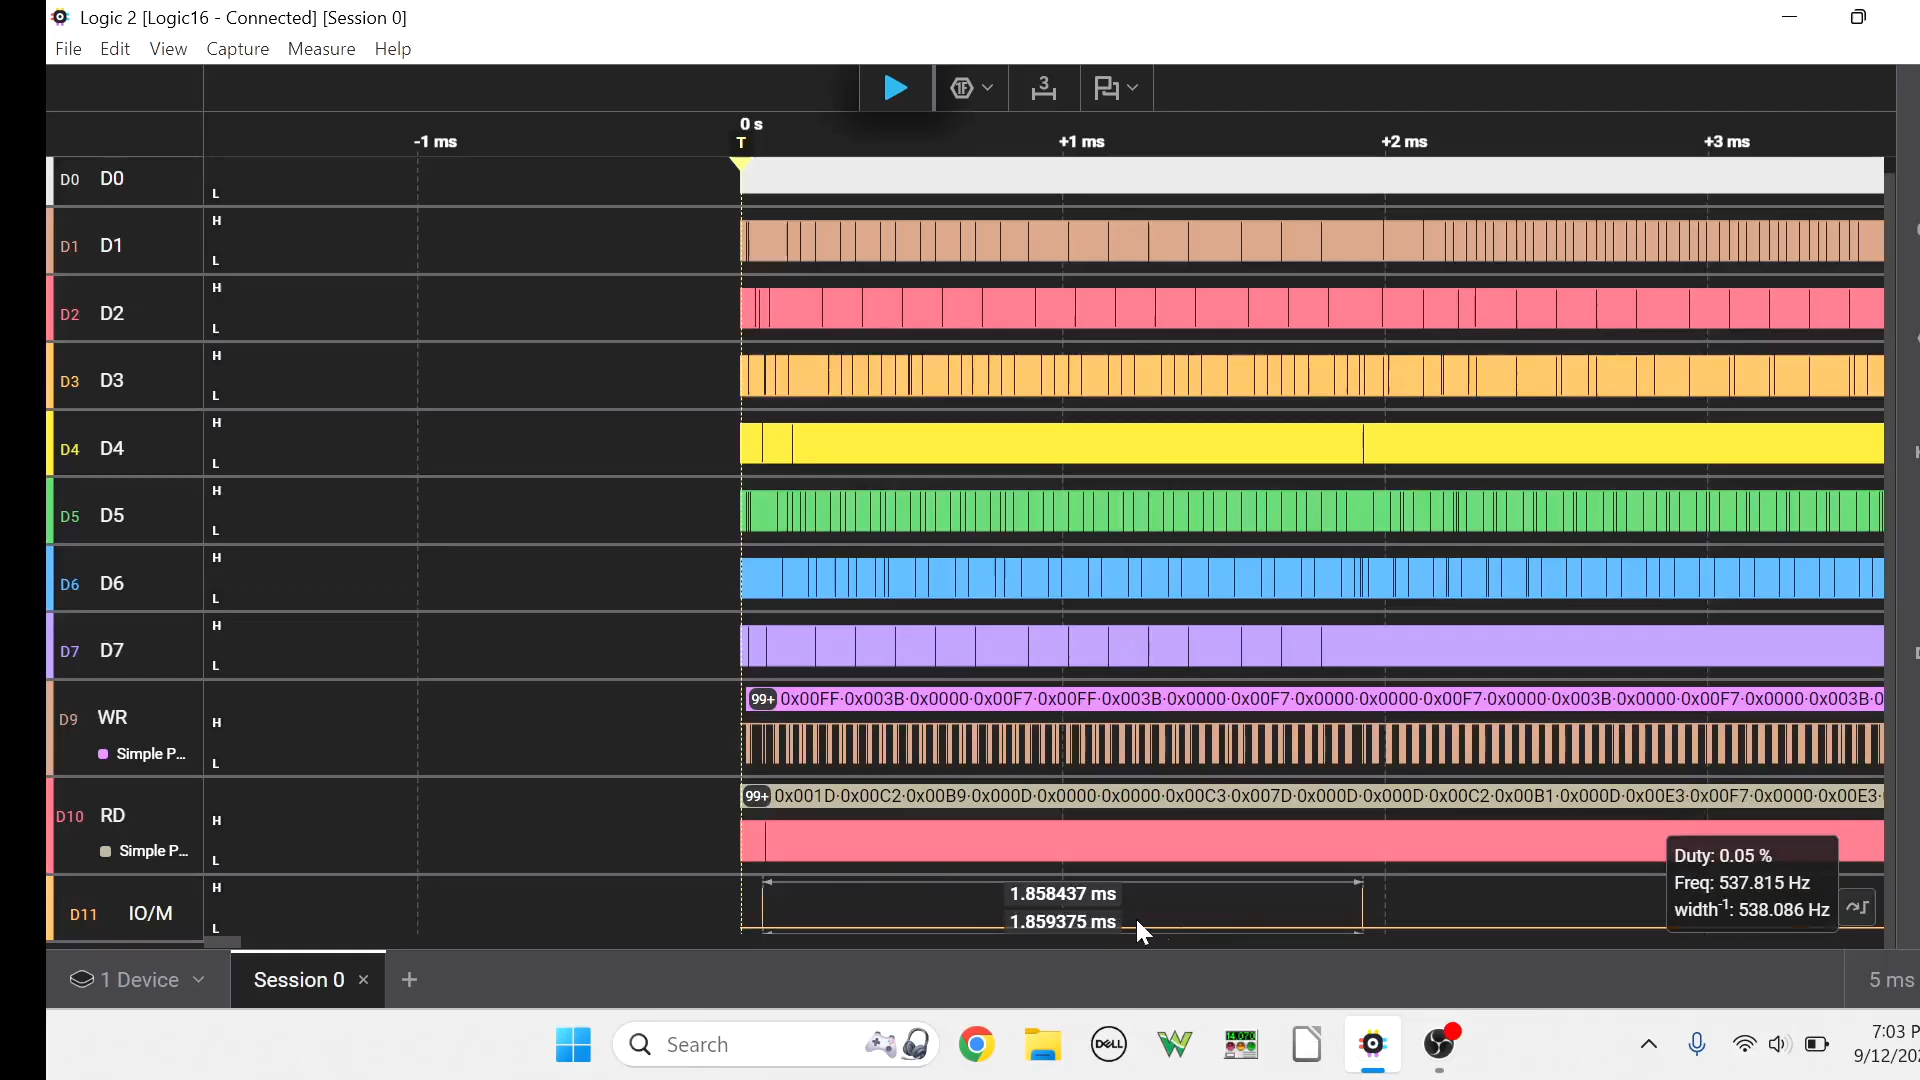 Logic 2 [Logic16 - Connected] [Session 0]
File Edit View Capture Measure Help
1F 3
0 s
-1 ms T +1 ms +2 ms +3 ms
D0 D0 L
D1 D1 H L
D2 D2 H L
D3 D3 H L
D4 D4 H L
D5 D5 H L
D6 D6 H L
D7 D7 H L
99+ 0x00FF·0x003B·0x0000·0x00F7·0x00FF·0x003B·0x0000·0x00F7·0x0000·0x0000·0x00F7·0x0000·0x003B·0x0000·0x00F7·0x0000·0x003B·0
D9 WR H L
Simple P...
99+ 0x001D·0x00C2·0x00B9·0x000D·0x0000·0x0000·0x00C3·0x007D·0x000D·0x000D·0x00C2·0x00B1·0x000D·0x00E3·0x00F7·0x0000·0x00E3·
D10 RD H L
Simple P...
Duty: 0.05 %
Freq: 537.815 Hz
width-1: 538.086 Hz
D11 IO/M H L
1.858437 ms
1.859375 ms
1 Device Session 0 × + 5 ms
Search DELL 14.070
7:03 P
9/12/20